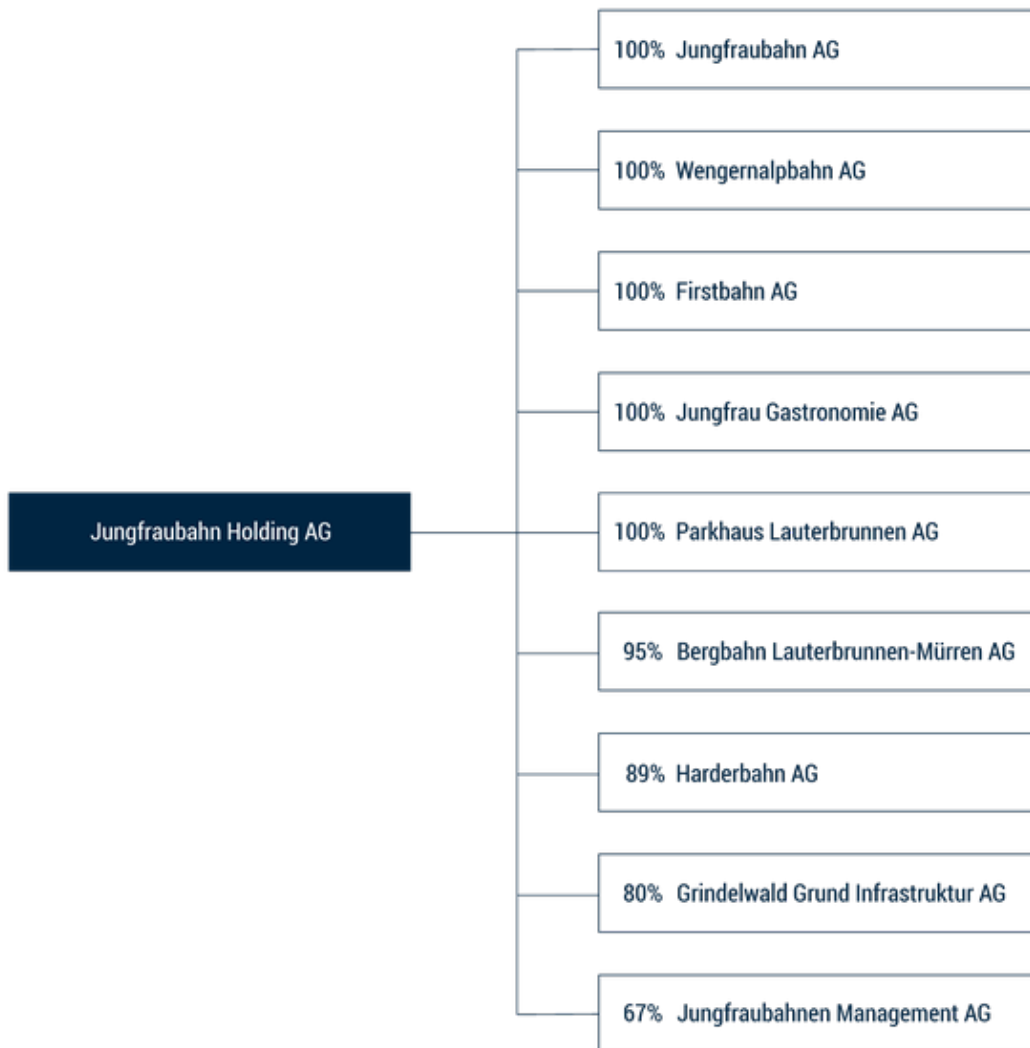 100% Jungfraubahn AG
100% Wengernalpbahn AG
100% Firstbahn AG
100% Jungfrau Gastronomie AG
Jungfraubahn Holding AG
100% Parkhaus Lauterbrunnen AG
95% Bergbahn Lauterbrunnen-Mürren AG
89% Harderbahn AG
80% Grindelwald Grund Infrastruktur AG
67% Jungfraubahnen Management AG